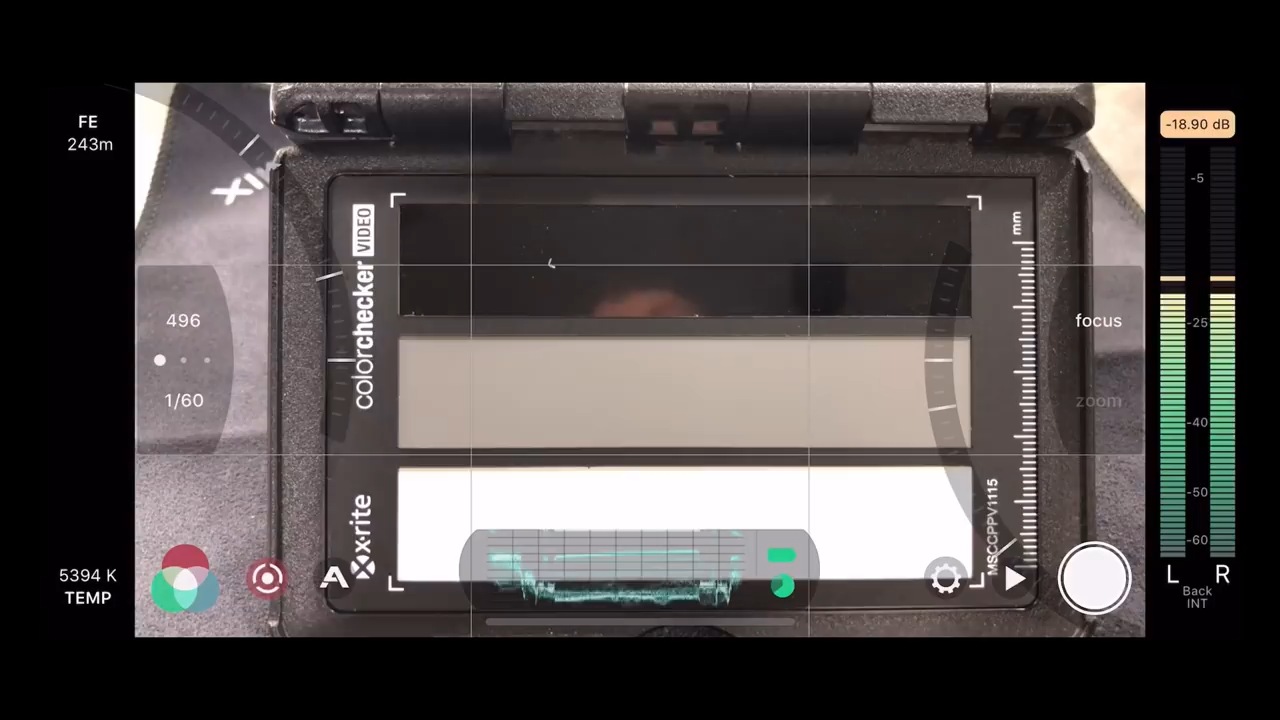 FE
243m
-18.90 dB
-5
-25
-40
-50
-60
L R
Back
INT
496
1/60
focus
zoom
5394 K
TEMP
colorchecker VIDEO
x·rite
mm
MSCCPPV1115